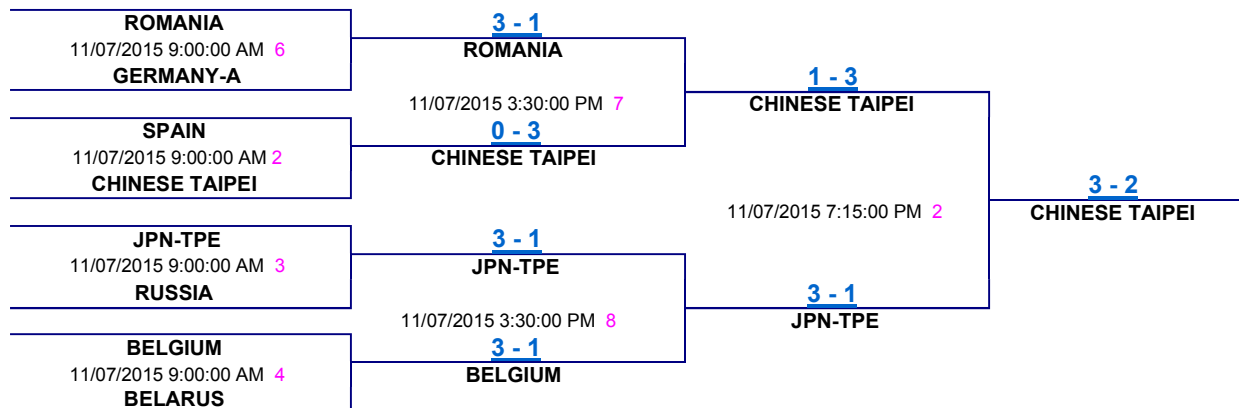 ROMANIA
11/07/2015 9:00:00 AM 6
GERMANY-A
SPAIN
11/07/2015 9:00:00 AM 2
CHINESE TAIPEI
JPN-TPE
11/07/2015 9:00:00 AM 3
RUSSIA
BELGIUM
11/07/2015 9:00:00 AM 4
BELARUS
3 - 1
ROMANIA
11/07/2015 3:30:00 PM 7
0 - 3
CHINESE TAIPEI
3 - 1
JPN-TPE
11/07/2015 3:30:00 PM 8
3 - 1
BELGIUM
1 - 3
CHINESE TAIPEI
11/07/2015 7:15:00 PM 2
3 - 1
JPN-TPE
3 - 2
CHINESE TAIPEI